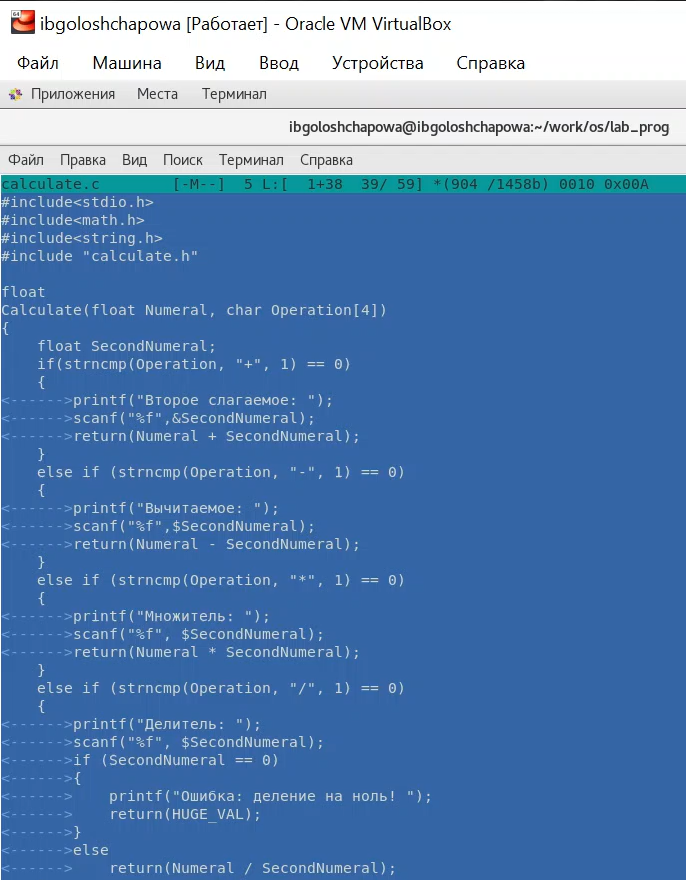 ibgoloshchapowa [Работает] - Oracle VM VirtualBox
Файл Машина Вид Ввод Устройства Справка
Приложения Места Терминал
ibgoloshchapowa@ibgoloshchapowa:~/work/os/lab_prog
Файл Правка Вид Поиск Терминал Справка
calculate.c [-M--] 5 L:[ 1+38 39/ 59] *(904 /1458b) 0010 0x00A
#include<stdio.h>
#include<math.h>
#include<string.h>
#include "calculate.h"
float
Calculate(float Numeral, char Operation[4])
{
    float SecondNumeral;
    if(strncmp(Operation, "+", 1) == 0)
    {
<------>printf("Второе слагаемое: ");
<------>scanf("%f",&SecondNumeral);
<------>return(Numeral + SecondNumeral);
    }
    else if (strncmp(Operation, "-", 1) == 0)
    {
<------>printf("Вычитаемое: ");
<------>scanf("%f",$SecondNumeral);
<------>return(Numeral - SecondNumeral);
    }
    else if (strncmp(Operation, "*", 1) == 0)
    {
<------>printf("Множитель: ");
<------>scanf("%f", $SecondNumeral);
<------>return(Numeral * SecondNumeral);
    }
    else if (strncmp(Operation, "/", 1) == 0)
    {
<------>printf("Делитель: ");
<------>scanf("%f", $SecondNumeral);
<------>if (SecondNumeral == 0)
<------>{
<------>    printf("Ошибка: деление на ноль! ");
<------>    return(HUGE_VAL);
<------>}
<------>else
<------>    return(Numeral / SecondNumeral);